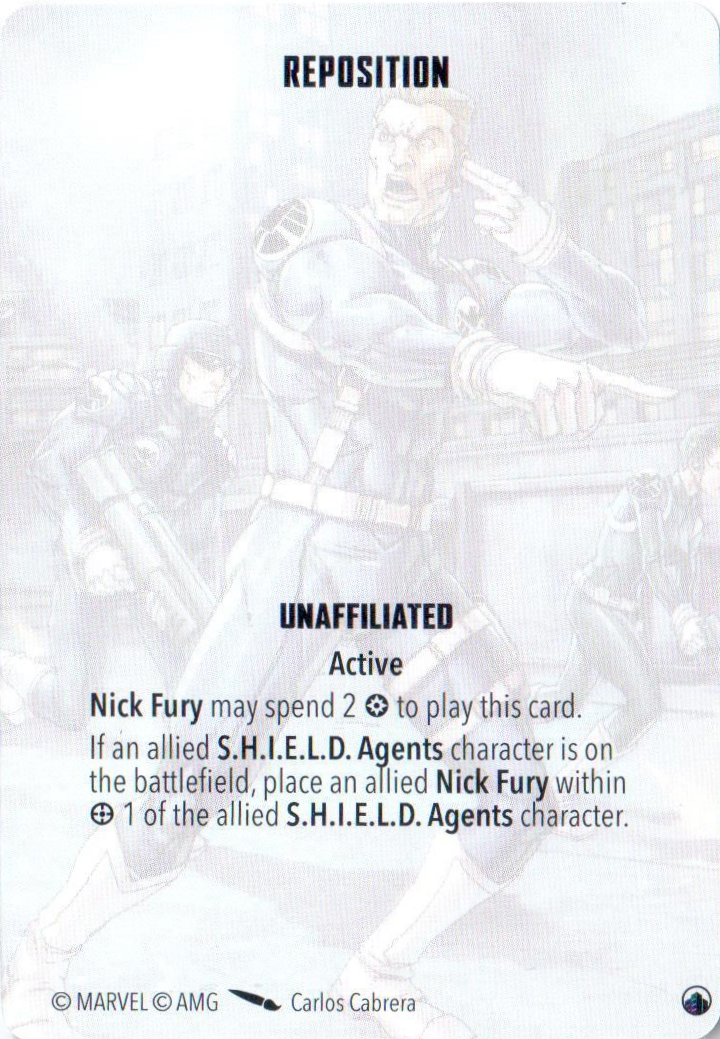 REPOSITION
UNAFFILIATED
Active
Nick Fury may spend 2 to play this card.
If an allied S.H.I.E.L.D. Agents character is on
the battlefield, place an allied Nick Fury within
1 of the allied S.H.I.E.L.D. Agents character.
© MARVEL © AMG Carlos Cabrera